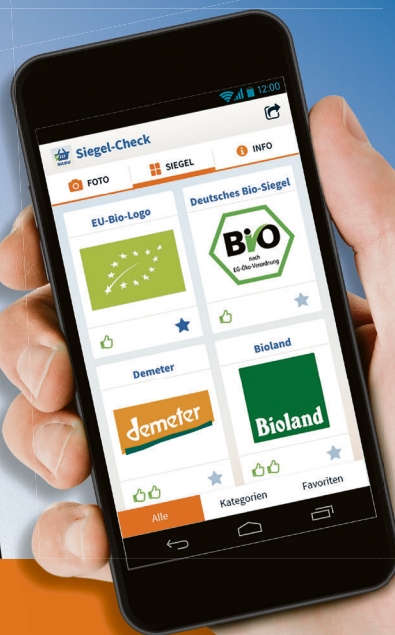 12:00
NABU
Siegel-Check
FOTO
SIEGEL
INFO
EU-Bio-Logo
Deutsches Bio-Siegel
Bio
nach
EG-Öko-Verordnung
Demeter
Bioland
demeter
Bioland
Alle
Kategorien
Favoriten